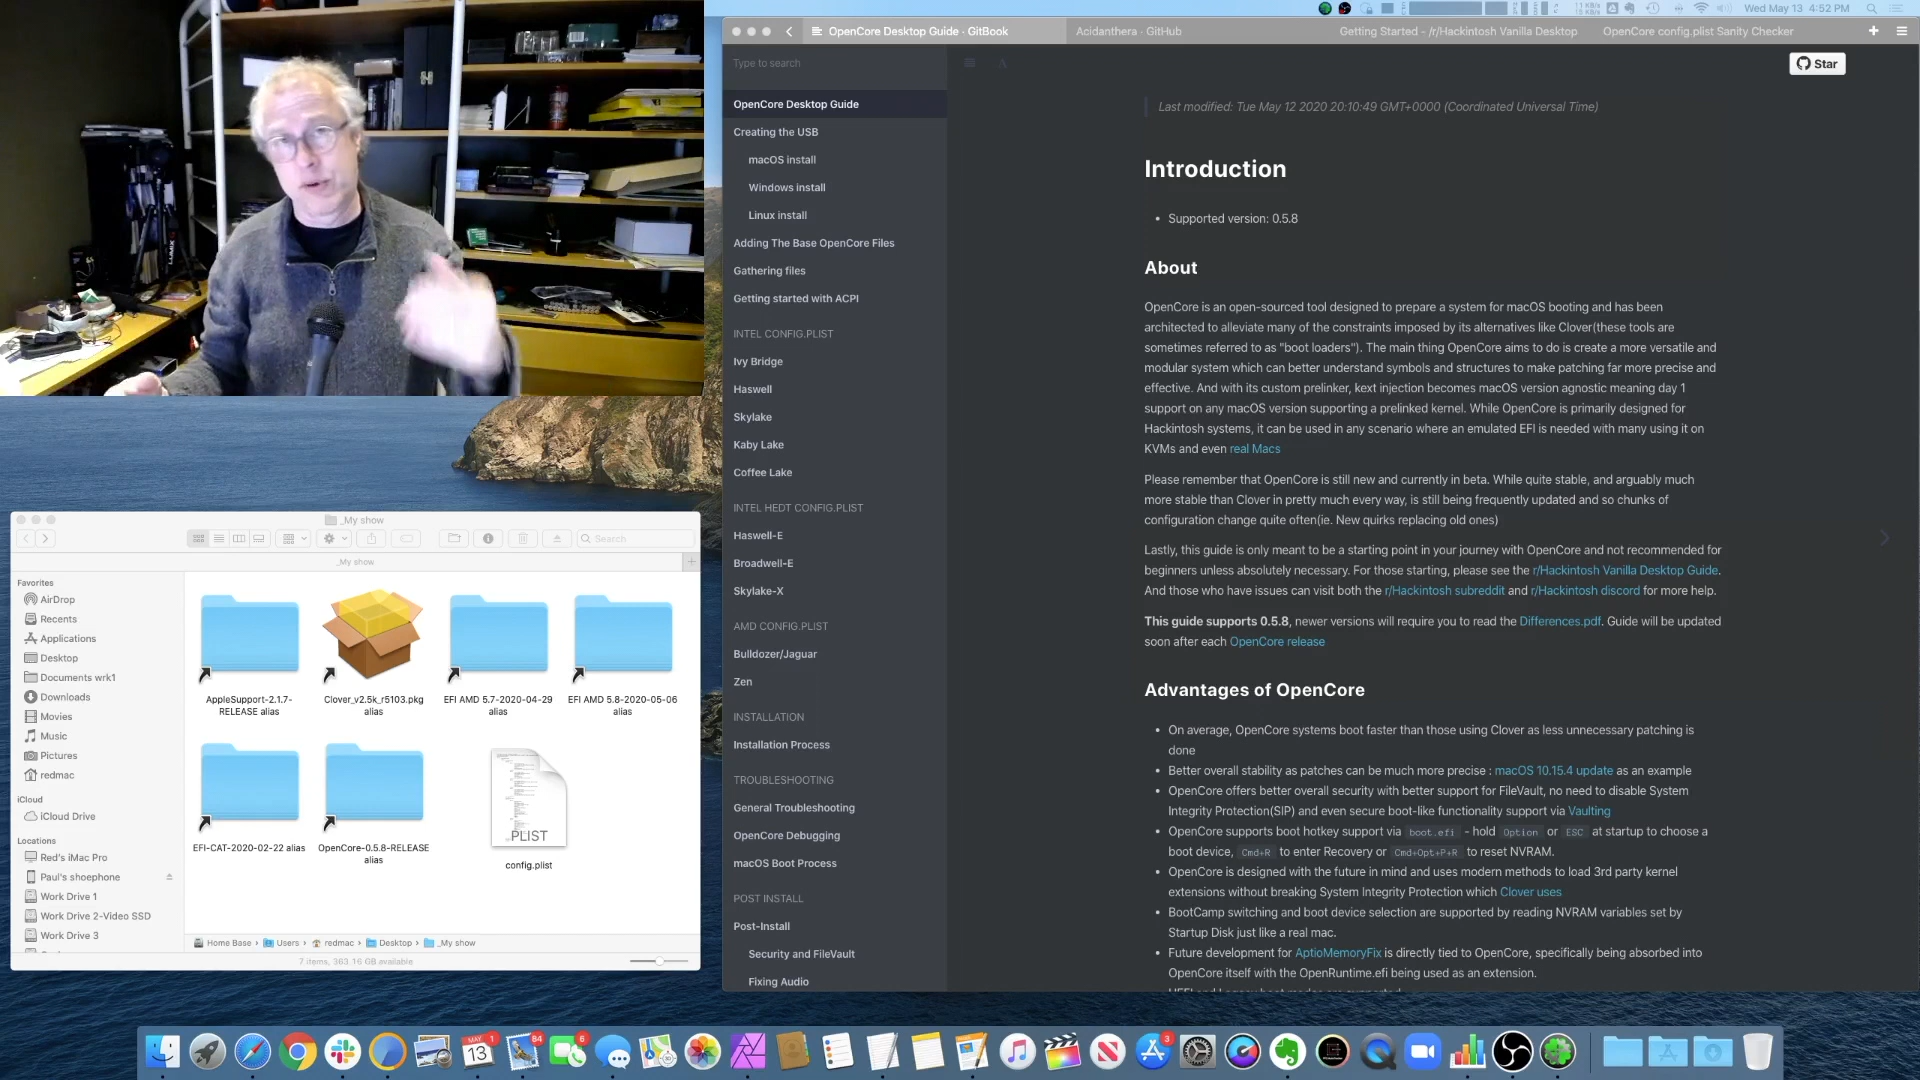 Wed May 13 4:52 PM
OpenCore Desktop Guide · GitBook
Acidanthera · GitHub
Getting Started - /r/Hackintosh Vanilla Desktop
OpenCore config.plist Sanity Checker
Type to search
A
Star
OpenCore Desktop Guide
Creating the USB
macOS install
Windows install
Linux install
Adding The Base OpenCore Files
Gathering files
Getting started with ACPI
INTEL CONFIG.PLIST
Ivy Bridge
Haswell
Skylake
Kaby Lake
Coffee Lake
INTEL HEDT CONFIG.PLIST
Haswell-E
Broadwell-E
Skylake-X
AMD CONFIG.PLIST
Bulldozer/Jaguar
Zen
INSTALLATION
Installation Process
TROUBLESHOOTING
General Troubleshooting
OpenCore Debugging
macOS Boot Process
POST INSTALL
Post-Install
Security and FileVault
Fixing Audio
Last modified: Tue May 12 2020 20:10:49 GMT+0000 (Coordinated Universal Time)
Introduction
• Supported version: 0.5.8
About
OpenCore is an open-sourced tool designed to prepare a system for macOS booting and has been
architected to alleviate many of the constraints imposed by its alternatives like Clover(these tools are
sometimes referred to as "boot loaders"). The main thing OpenCore aims to do is create a more versatile and
modular system which can better understand symbols and structures to make patching far more precise and
effective. And with its custom prelinker, kext injection becomes macOS version agnostic meaning day 1
support on any macOS version supporting a prelinked kernel. While OpenCore is primarily designed for
Hackintosh systems, it can be used in any scenario where an emulated EFI is needed with many using it on
KVMs and even real Macs
Please remember that OpenCore is still new and currently in beta. While quite stable, and arguably much
more stable than Clover in pretty much every way, is still being frequently updated and so chunks of
configuration change quite often(ie. New quirks replacing old ones)
Lastly, this guide is only meant to be a starting point in your journey with OpenCore and not recommended for
beginners unless absolutely necessary. For those starting, please see the r/Hackintosh Vanilla Desktop Guide.
And those who have issues can visit both the r/Hackintosh subreddit and r/Hackintosh discord for more help.
This guide supports 0.5.8, newer versions will require you to read the Differences.pdf. Guide will be updated
soon after each OpenCore release
Advantages of OpenCore
• On average, OpenCore systems boot faster than those using Clover as less unnecessary patching is
done
• Better overall stability as patches can be much more precise : macOS 10.15.4 update as an example
• OpenCore offers better overall security with better support for FileVault, no need to disable System
Integrity Protection(SIP) and even secure boot-like functionality support via Vaulting
• OpenCore supports boot hotkey support via boot.efi - hold Option or ESC at startup to choose a
boot device, Cmd+R to enter Recovery or Cmd+Opt+P+R to reset NVRAM.
• OpenCore is designed with the future in mind and uses modern methods to load 3rd party kernel
extensions without breaking System Integrity Protection which Clover uses
• BootCamp switching and boot device selection are supported by reading NVRAM variables set by
Startup Disk just like a real mac.
• Future development for AptioMemoryFix is directly tied to OpenCore, specifically being absorbed into
OpenCore itself with the OpenRuntime.efi being used as an extension.
_My show
Search
_My show
Favorites
AirDrop
Recents
Applications
Desktop
Documents wrk1
Downloads
Movies
Music
Pictures
redmac
iCloud
iCloud Drive
Locations
Red's iMac Pro
Paul's shoephone
Work Drive 1
Work Drive 2-Video SSD
Work Drive 3
AppleSupport-2.1.7-
RELEASE alias
Clover_v2.5k_r5103.pkg
alias
EFI AMD 5.7-2020-04-29
alias
EFI AMD 5.8-2020-05-06
alias
EFI-CAT-2020-02-22 alias
OpenCore-0.5.8-RELEASE
alias
PLIST
config.plist
Home Base › Users › redmac › Desktop › _My show
7 items, 363.16 GB available
LUMIX
MAY
13
1
84
6
3